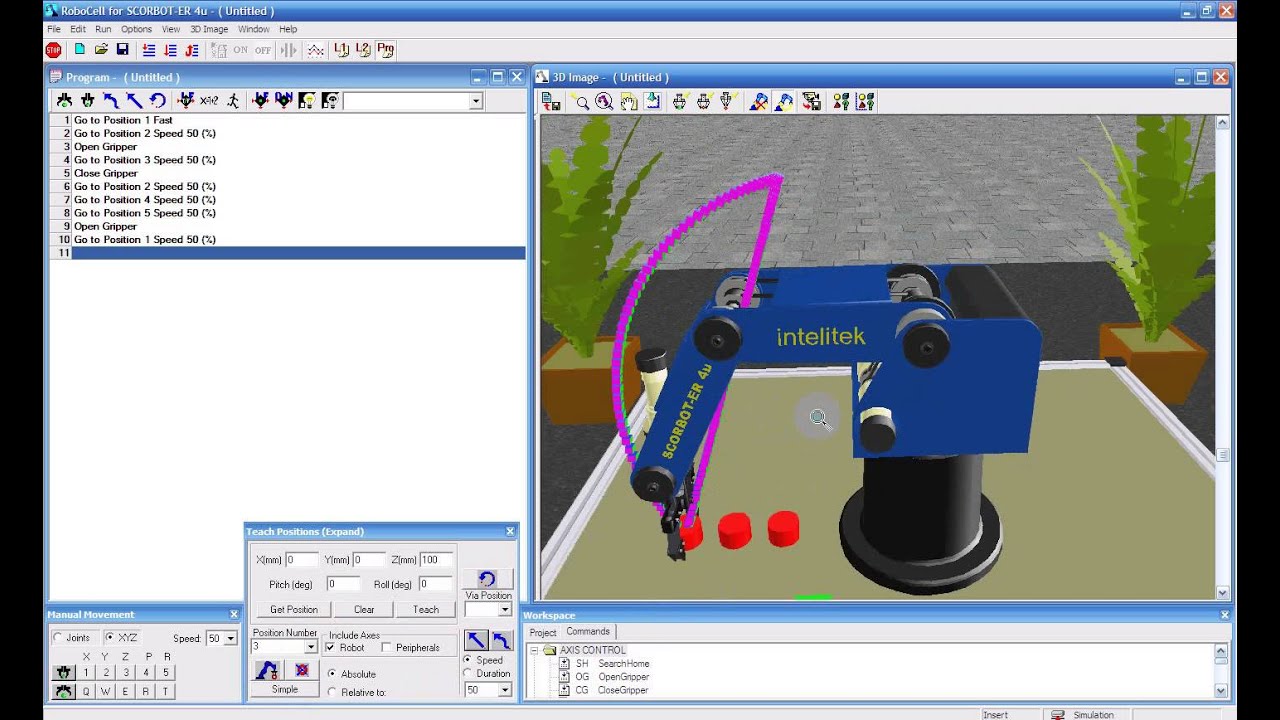 RoboCell for SCORBOT-ER 4u - ( Untitled )
File Edit Run Options View 3D Image Window Help
STOP ON OFF L1 L2 Prg
Program - ( Untitled )
1 Go to Position 1 Fast
2 Go to Position 2 Speed 50 (%)
3 Open Gripper
4 Go to Position 3 Speed 50 (%)
5 Close Gripper
6 Go to Position 2 Speed 50 (%)
7 Go to Position 4 Speed 50 (%)
8 Go to Position 5 Speed 50 (%)
9 Open Gripper
10 Go to Position 1 Speed 50 (%)
11
3D Image - ( Untitled )
intelitek
SCORBOT-ER 4u
Teach Positions (Expand)
X(mm) 0 Y(mm) 0 Z(mm) 100
Pitch (deg) 0 Roll (deg) 0
Get Position Clear Teach
Via Position
Position Number
3
Include Axes
Robot Peripherals
Simple
Absolute
Relative to:
Speed
Duration
50
Manual Movement
Joints XYZ Speed: 50
X Y Z P R
1 2 3 4 5
Q W E R T
Workspace
Project Commands
AXIS CONTROL
SH SearchHome
OG OpenGripper
CG CloseGripper
Insert Simulation